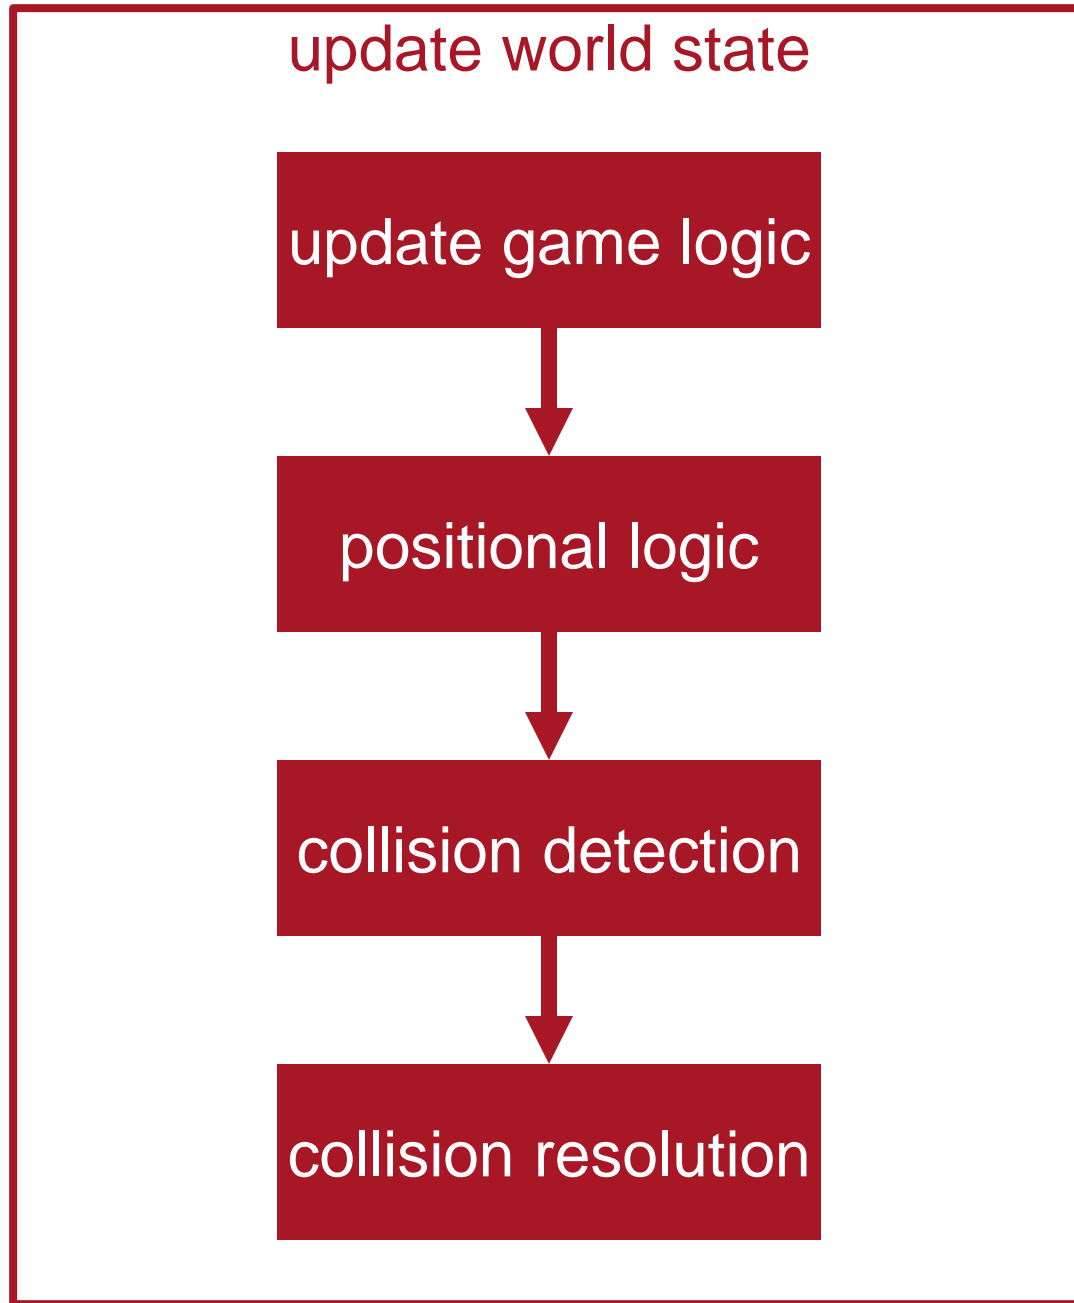 update world state
update game logic
positional logic
collision detection
collision resolution